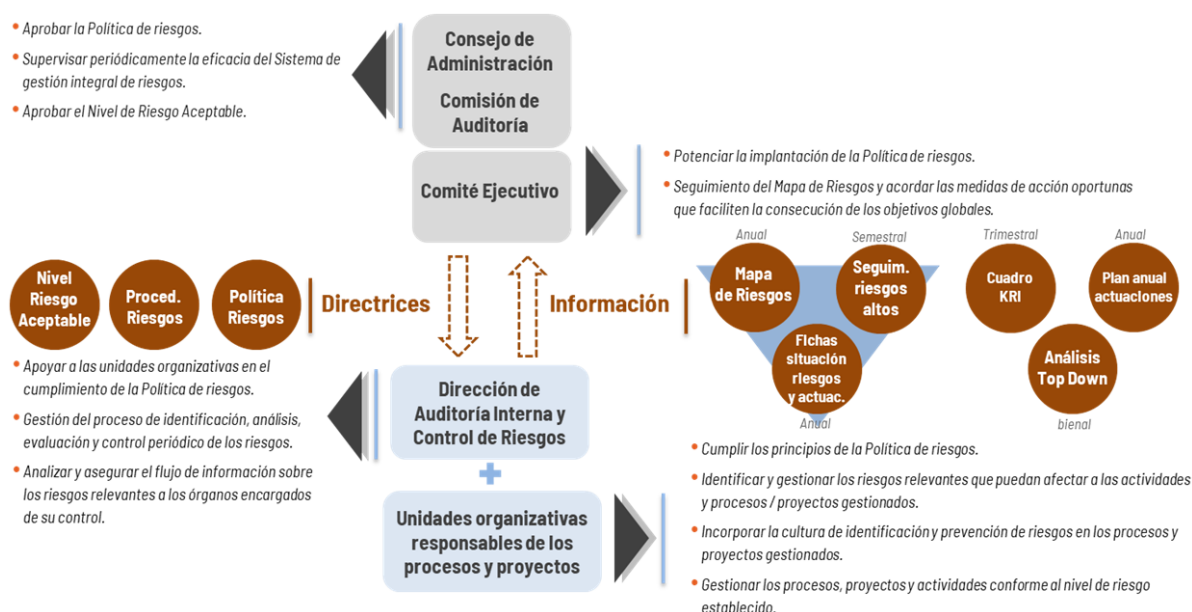 • Aprobar la Política de riesgos.
• Supervisar periódicamente la eficacia del Sistema de
gestión integral de riesgos.
• Aprobar el Nivel de Riesgo Aceptable.
Consejo de
Administración
Comisión de
Auditoría
Comité Ejecutivo
• Potenciar la implantación de la Política de riesgos.
• Seguimiento del Mapa de Riesgos y acordar las medidas de acción oportunas
que faciliten la consecución de los objetivos globales.
Nivel
Riesgo
Aceptable
Proced.
Riesgos
Política
Riesgos
Directrices
Información
Anual
Mapa
de Riesgos
Semestral
Seguim.
riesgos
altos
Fichas
situación
riesgos
y actuac.
Anual
Trimestral
Cuadro
KRI
Anual
Plan anual
actuaciones
Análisis
Top Down
bienal
• Apoyar a las unidades organizativas en el
cumplimiento de la Política de riesgos.
• Gestión del proceso de identificación, análisis,
evaluación y control periódico de los riesgos.
• Analizar y asegurar el flujo de información sobre
los riesgos relevantes a los órganos encargados
de su control.
Dirección de
Auditoría Interna y
Control de Riesgos
+
Unidades organizativas
responsables de los
procesos y proyectos
• Cumplir los principios de la Política de riesgos.
• Identificar y gestionar los riesgos relevantes que puedan afectar a las actividades
y procesos / proyectos gestionados.
• Incorporar la cultura de identificación y prevención de riesgos en los procesos y
proyectos gestionados.
• Gestionar los procesos, proyectos y actividades conforme al nivel de riesgo
establecido.